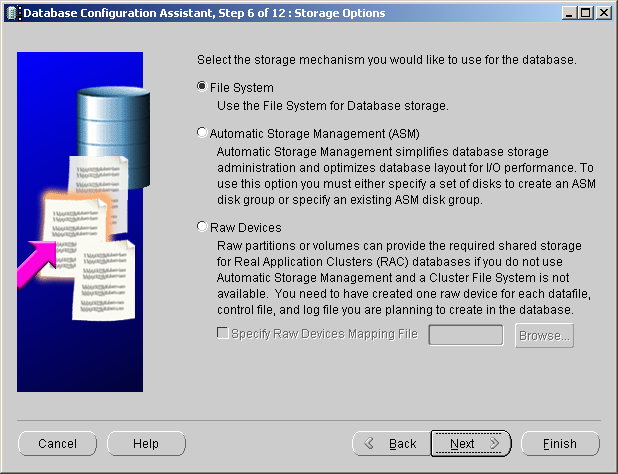 Database Configuration Assistant, Step 6 of 12 : Storage Options
Select the storage mechanism you would like to use for the database.
File System
Use the File System for Database storage.
Automatic Storage Management (ASM)
Automatic Storage Management simplifies database storage
administration and optimizes database layout for I/O performance. To
use this option you must either specify a set of disks to create an ASM
disk group or specify an existing ASM disk group.
Raw Devices
Raw partitions or volumes can provide the required shared storage
for Real Application Clusters (RAC) databases if you do not use
Automatic Storage Management and a Cluster File System is not
available. You need to have created one raw device for each datafile,
control file, and log file you are planning to create in the database.
Specify Raw Devices Mapping File
Browse...
Cancel
Help
Back
Next
Finish